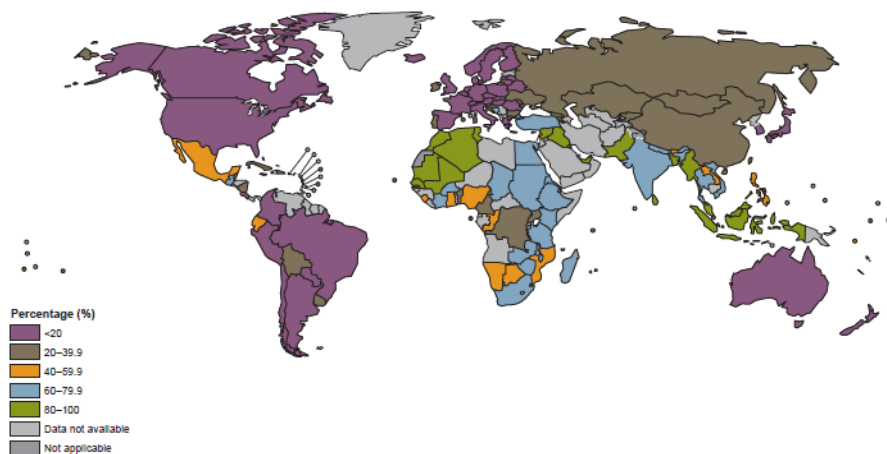 Percentage (%)
<20
20–39.9
40–59.9
60–79.9
80–100
Data not available
Not applicable